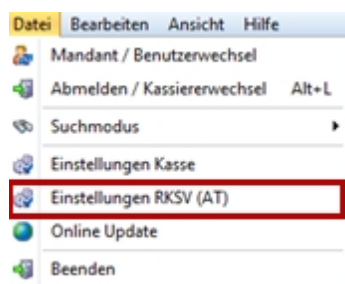 Datei Bearbeiten Ansicht Hilfe
Mandant / Benutzerwechsel
Abmelden / Kassiererwechsel Alt+L
Suchmodus
Einstellungen Kasse
Einstellungen RKSV (AT)
Online Update
Beenden